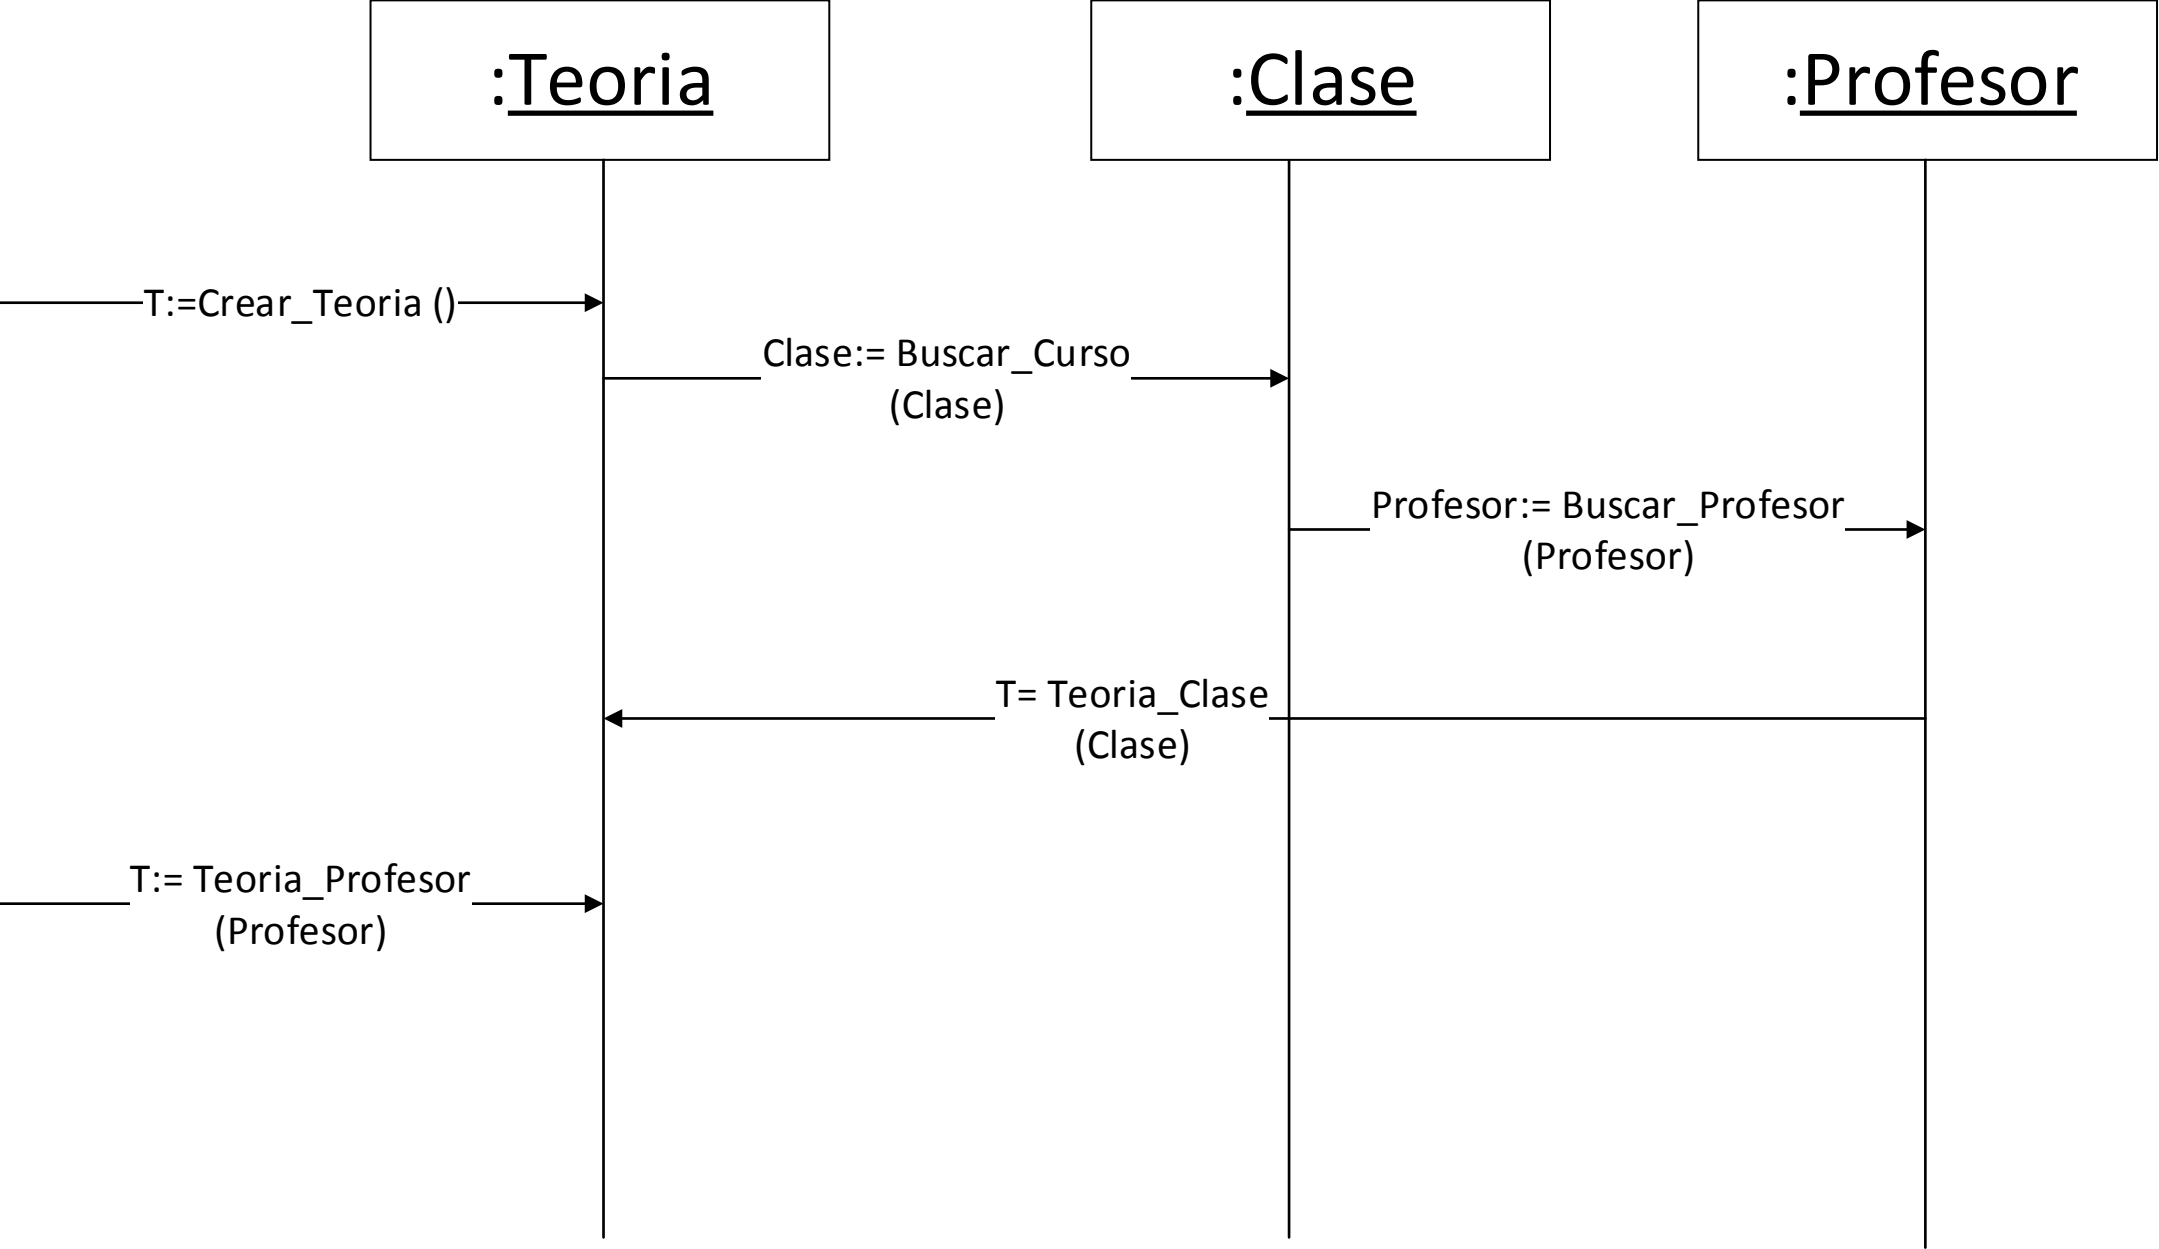 :Teoria
:Clase
:Profesor
T:=Crear_Teoria ()
Clase:= Buscar_Curso
(Clase)
Profesor:= Buscar_Profesor
(Profesor)
T= Teoria_Clase
(Clase)
T:= Teoria_Profesor
(Profesor)